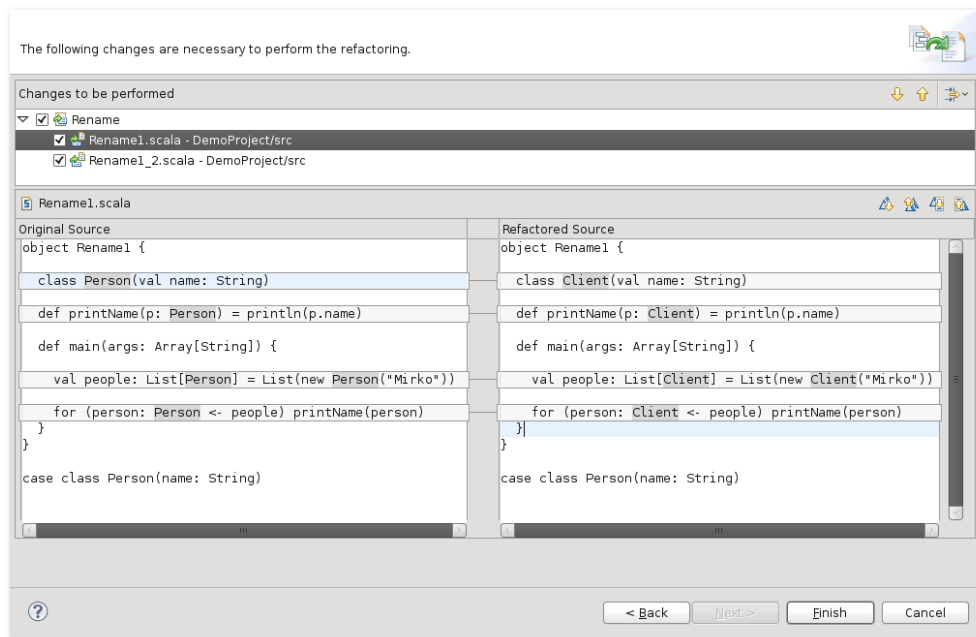 The following changes are necessary to perform the refactoring.
Changes to be performed
Rename
Rename1.scala - DemoProject/src
Rename1_2.scala - DemoProject/src
Rename1.scala
Original Source
object Rename1 {
class Person(val name: String)
def printName(p: Person) = println(p.name)
def main(args: Array[String]) {
val people: List[Person] = List(new Person("Mirko"))
for (person: Person <- people) printName(person)
}
}
case class Person(name: String)
Refactored Source
object Rename1 {
class Client(val name: String)
def printName(p: Client) = println(p.name)
def main(args: Array[String]) {
val people: List[Client] = List(new Client("Mirko"))
for (person: Client <- people) printName(person)
}
}
case class Person(name: String)
< Back
Next >
Finish
Cancel